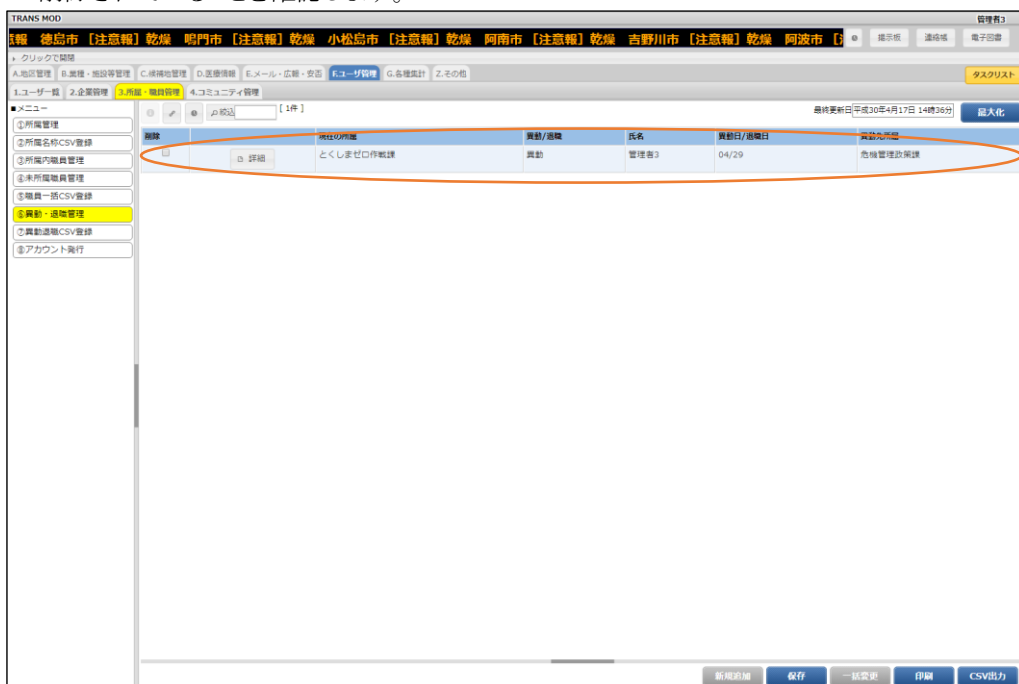 TRANS MOD 管理者3
報 徳島市 [注意報] 乾燥 鳴門市 [注意報] 乾燥 小松島市 [注意報] 乾燥 阿南市 [注意報] 乾燥 吉野川市 [注意報] 乾燥 阿波市 掲示板 連絡帳 電子図書
クリックで開閉
A.地区管理 B.業種・施設等管理 C.候補地管理 D.医療情報 E.メール・広報・安否 F.ユーザ管理 G.各種集計 Z.その他 タスクリスト
1.ユーザ一覧 2.企業管理 3.所属・職員管理 4.コミュニティ管理
■メニュー 絞込 [ 1件 ] 最終更新日 平成30年4月17日 14時36分 最大化
①所属管理
②所属名称CSV登録
③所属内職員管理
④未所属職員管理
⑤職員一括CSV登録
⑥異動・退職管理
⑦異動退職CSV登録
⑧アカウント発行
削除 現在の所属 異動/退職 氏名 異動日/退職日 異動先所属
詳細 とくしまゼロ作戦課 異動 管理者3 04/29 危機管理政策課
新規追加 保存 一括変更 印刷 CSV出力